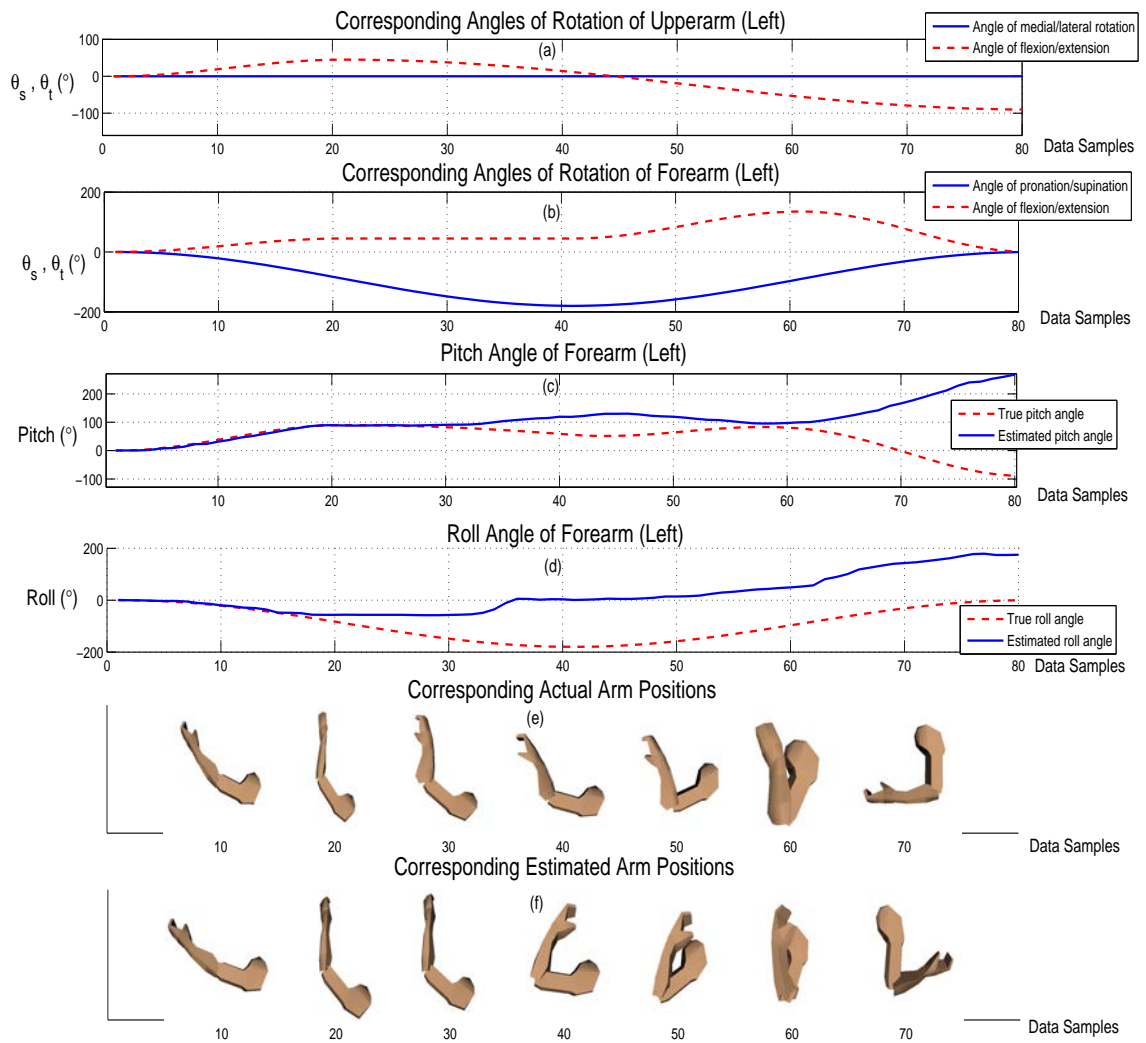 Corresponding Angles of Rotation of Upperarm (Left)
(a)
Angle of medial/lateral rotation
Angle of flexion/extension
100
0
−100
θs , θt (°)
0 10 20 30 40 50 60 70 80
Data Samples
Corresponding Angles of Rotation of Forearm (Left)
(b)
Angle of pronation/supination
Angle of flexion/extension
200
0
−200
θs , θt (°)
0 10 20 30 40 50 60 70 80
Data Samples
Pitch Angle of Forearm (Left)
(c)
True pitch angle
Estimated pitch angle
200
100
0
−100
Pitch (°)
0 10 20 30 40 50 60 70 80
Data Samples
Roll Angle of Forearm (Left)
(d)
200
0
−200
Roll (°)
True roll angle
Estimated roll angle
0 10 20 30 40 50 60 70 80
Data Samples
Corresponding Actual Arm Positions
(e)
10 20 30 40 50 60 70
Data Samples
Corresponding Estimated Arm Positions
(f)
10 20 30 40 50 60 70
Data Samples